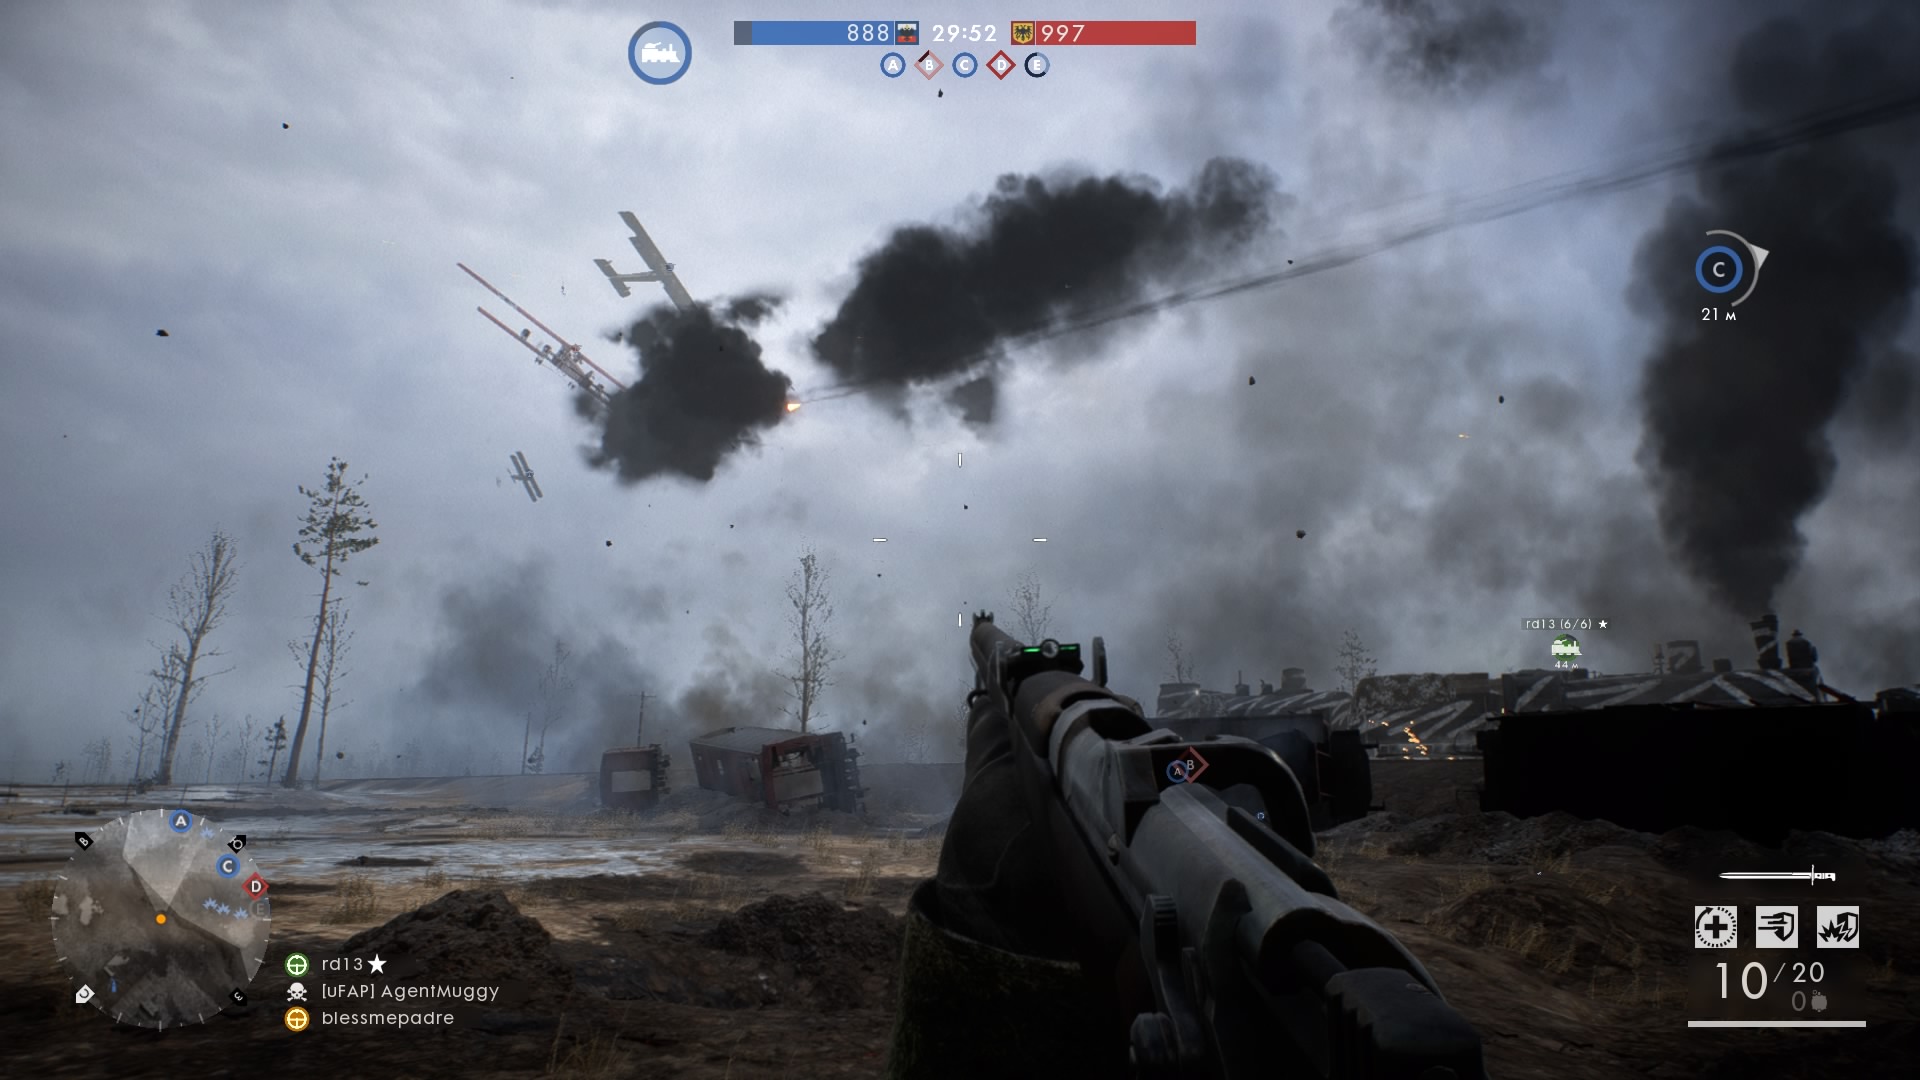 888 29:52 997
A B C D E
C
21 M
rd13 (6/6) ★
44 M
A B
A
C
D
E
rd13 ★
[uFAP] AgentMuggy
blessmepadre
10/20
0